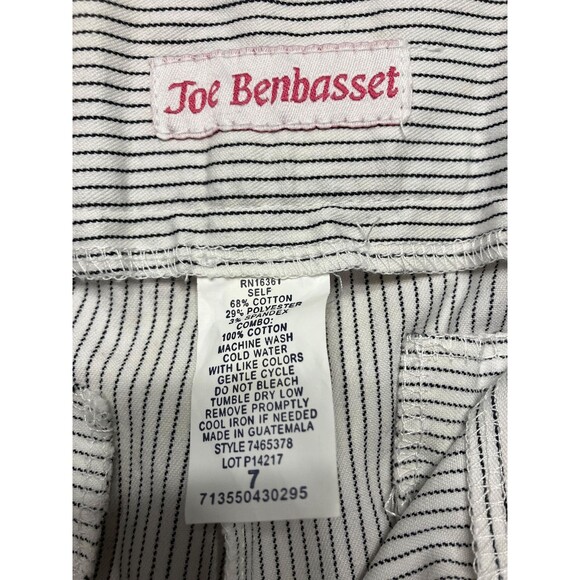 Joe Benbasset
RN16361
SELF
68% COTTON
29% POLYESTER
3% SPANDEX
COMBO:
100% COTTON
MACHINE WASH
COLD WATER
WITH LIKE COLORS
GENTLE CYCLE
DO NOT BLEACH
TUMBLE DRY LOW
REMOVE PROMPTLY
COOL IRON IF NEEDED
MADE IN GUATEMALA
STYLE 7465378
LOT P14217
7
713550430295